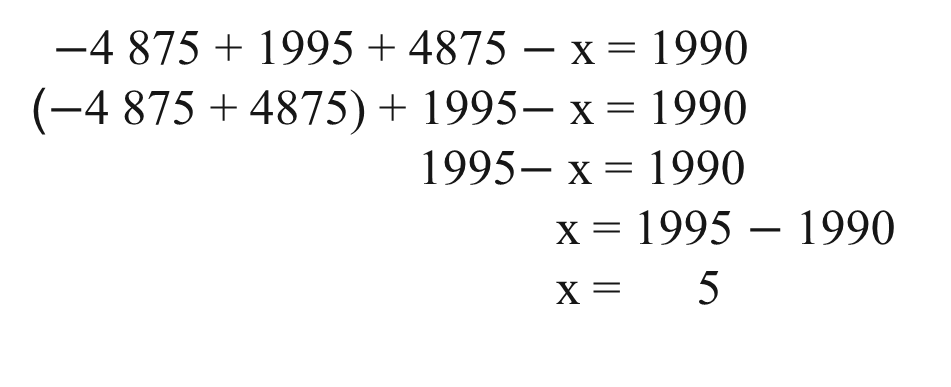 −4 875 + 1995 + 4875 − x = 1990
(−4 875 + 4875) + 1995− x = 1990
1995− x = 1990
x = 1995 − 1990
x = 5